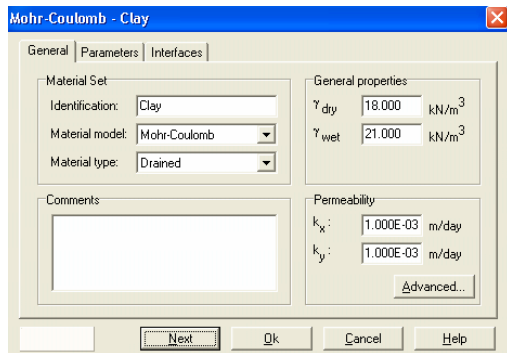 Mohr-Coulomb - Clay
General Parameters Interfaces
Material Set
Identification: Clay
Material model: Mohr-Coulomb
Material type: Drained
General properties
γ dry 18.000 kN/m³
γ wet 21.000 kN/m³
Comments
Permeability
kx : 1.000E-03 m/day
ky : 1.000E-03 m/day
Advanced...
Next Ok Cancel Help